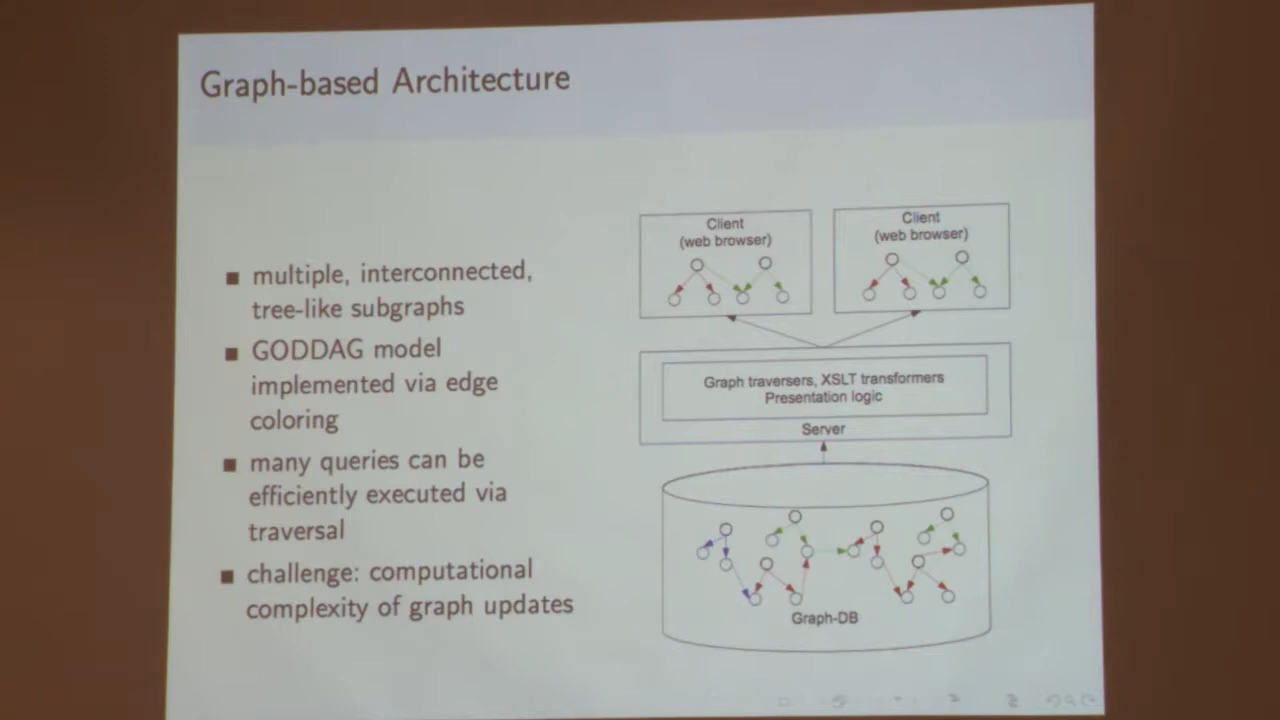 Graph-based Architecture
■ multiple, interconnected,
tree-like subgraphs
■ GODDAG model
implemented via edge
coloring
■ many queries can be
efficiently executed via
traversal
■ challenge: computational
complexity of graph updates
Client
(web browser)
Client
(web browser)
Graph traversers, XSLT transformers
Presentation logic
Server
Graph-DB